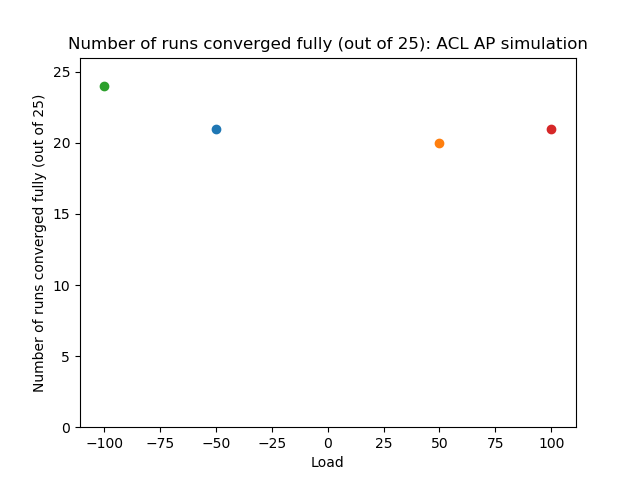 Number of runs converged fully (out of 25): ACL AP simulation
Number of runs converged fully (out of 25)
25
20
15
10
5
0
−100 −75 −50 −25 0 25 50 75 100
Load